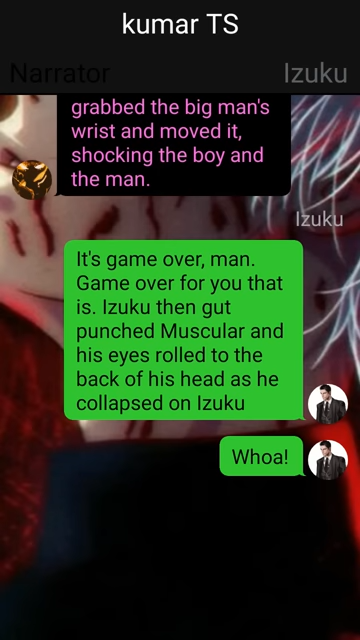 kumar TS
Narrator
Izuku
grabbed the big man's
wrist and moved it,
shocking the boy and
the man.
Izuku
It's game over, man.
Game over for you that
is. Izuku then gut
punched Muscular and
his eyes rolled to the
back of his head as he
collapsed on Izuku
Whoa!